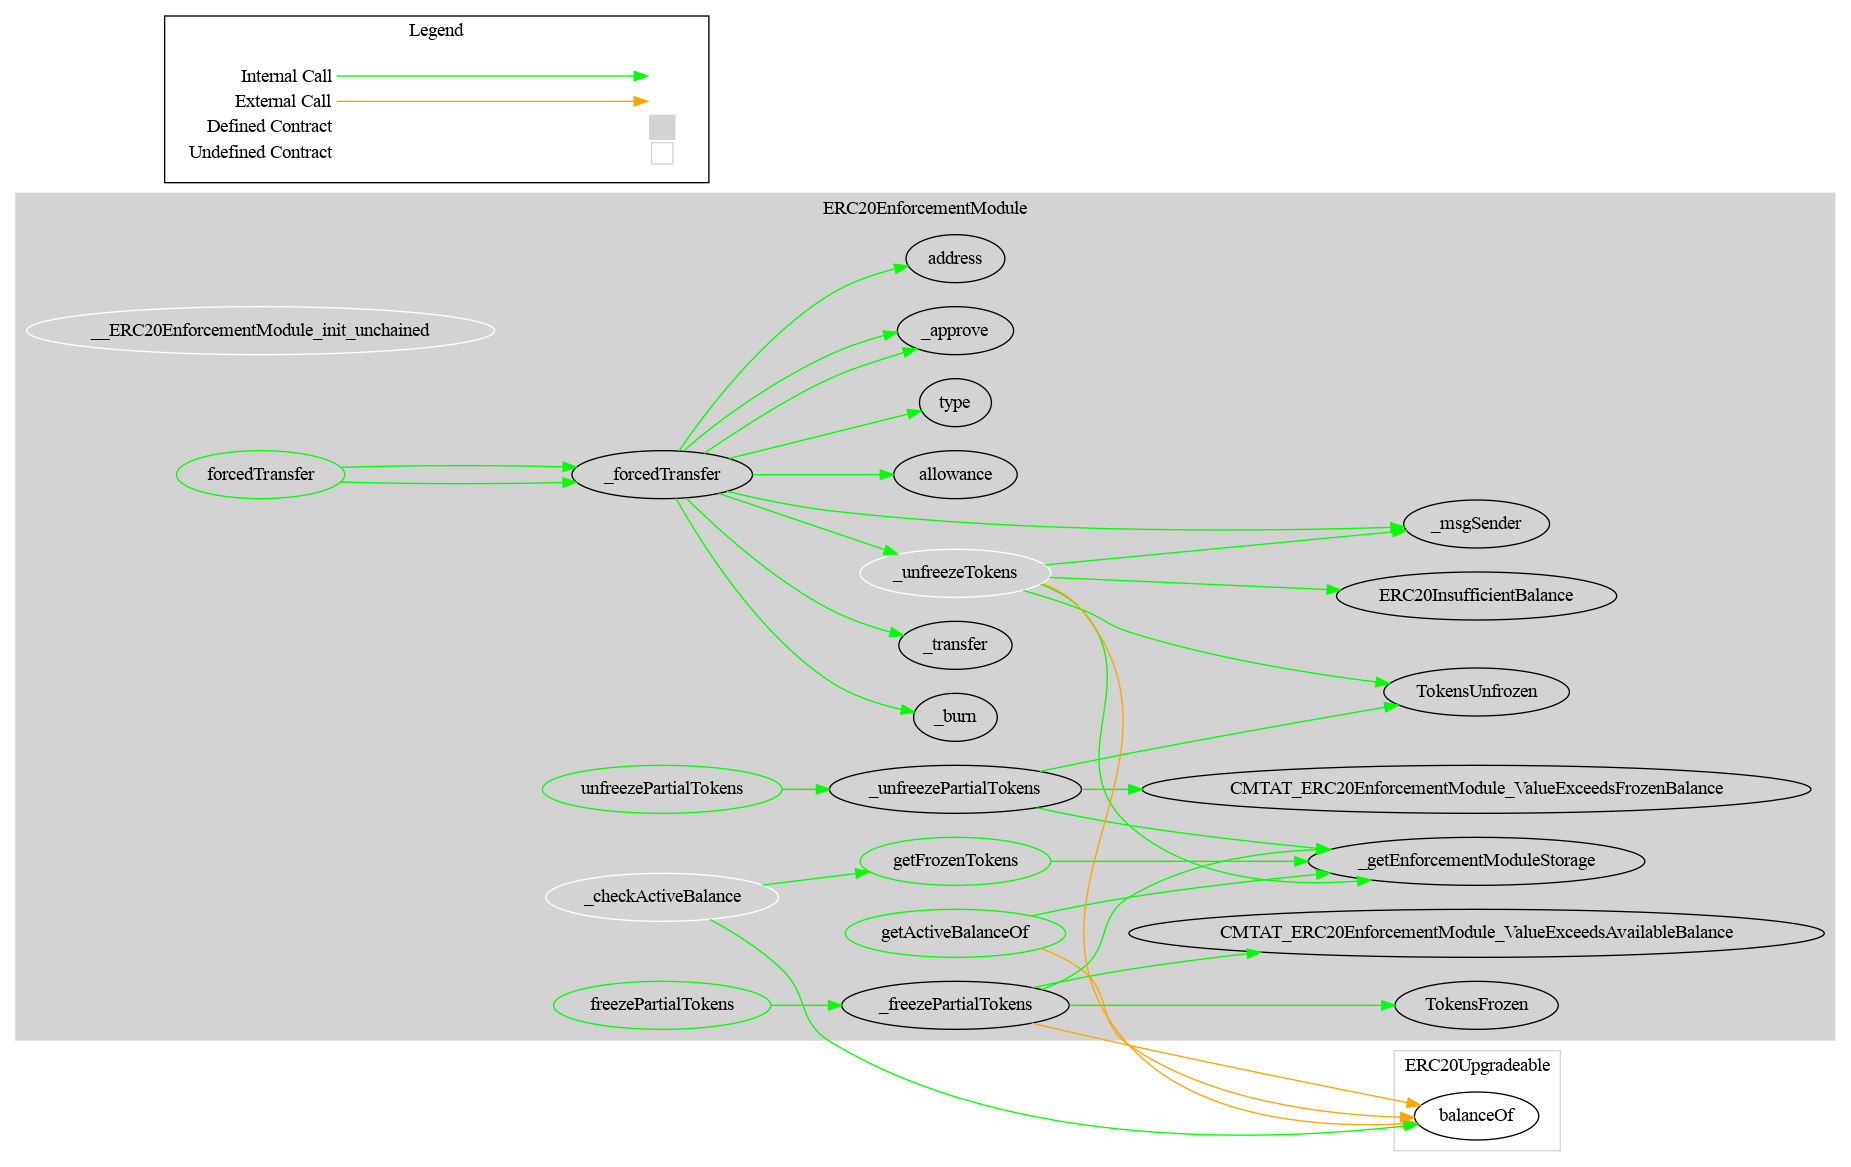 Legend
Internal Call
External Call
Defined Contract
Undefined Contract
ERC20EnforcementModule
address
__ERC20EnforcementModule_init_unchained
_approve
type
forcedTransfer
_forcedTransfer
allowance
_msgSender
_unfreezeTokens
ERC20InsufficientBalance
_transfer
TokensUnfrozen
_burn
unfreezePartialTokens
_unfreezePartialTokens
CMTAT_ERC20EnforcementModule_ValueExceedsFrozenBalance
getFrozenTokens
_getEnforcementModuleStorage
_checkActiveBalance
getActiveBalanceOf
CMTAT_ERC20EnforcementModule_ValueExceedsAvailableBalance
freezePartialTokens
_freezePartialTokens
TokensFrozen
ERC20Upgradeable
balanceOf